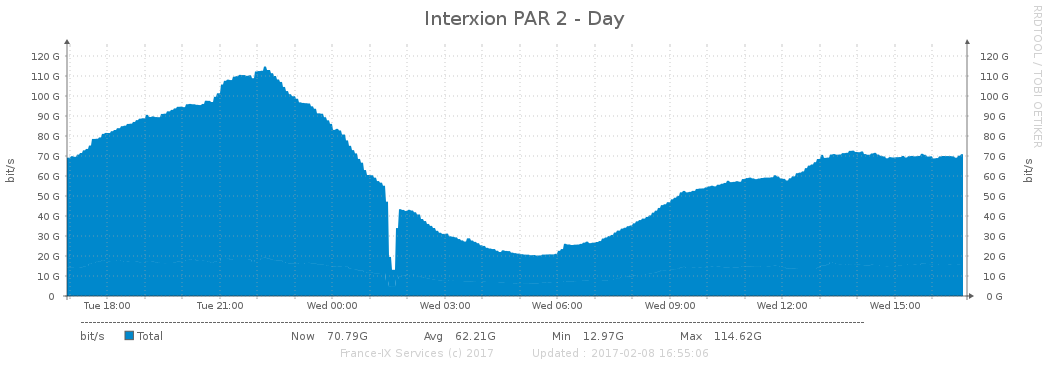 Interxion PAR 2 - Day
RRDTOOL / TOBI OETIKER
bit/s
120 G
110 G
100 G
90 G
80 G
70 G
60 G
50 G
40 G
30 G
20 G
10 G
0
120 G
110 G
100 G
90 G
80 G
70 G
60 G
50 G
40 G
30 G
20 G
10 G
0 G
bit/s
Tue 18:00 Tue 21:00 Wed 00:00 Wed 03:00 Wed 06:00 Wed 09:00 Wed 12:00 Wed 15:00
bit/s Total Now 70.79G Avg 62.21G Min 12.97G Max 114.62G
France-IX Services (c) 2017 Updated : 2017-02-08 16:55:06